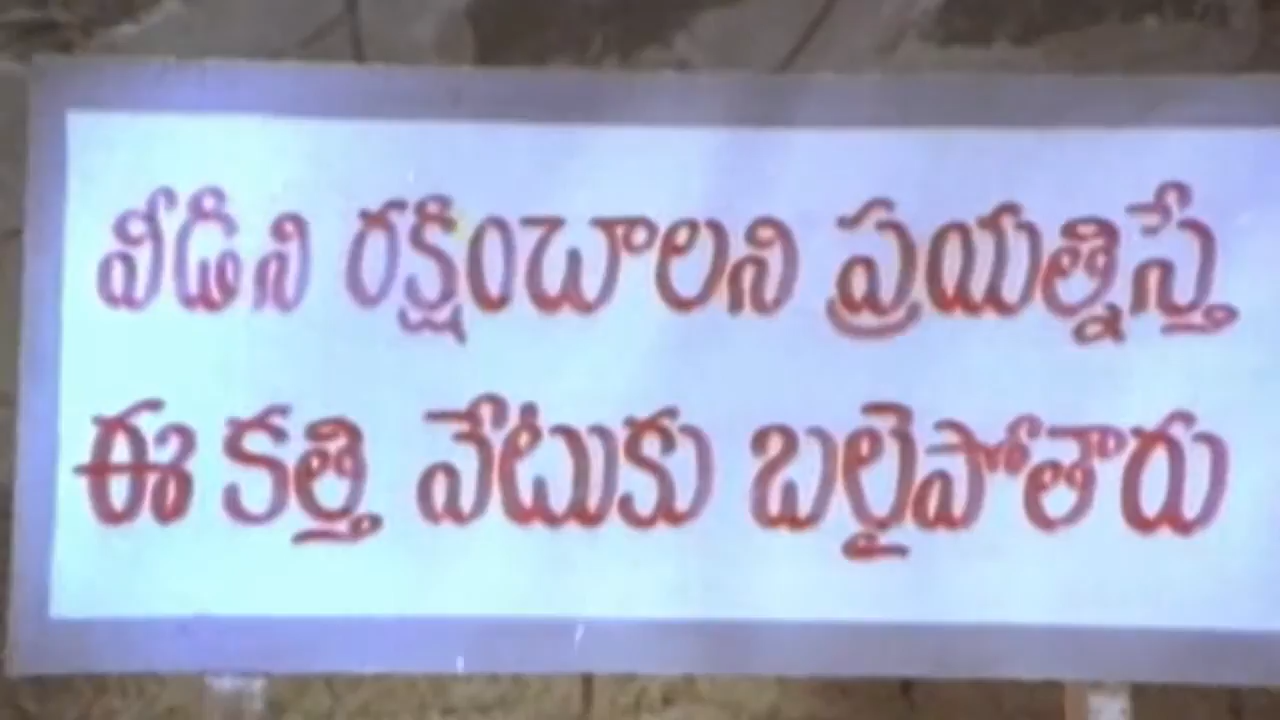 వీడిని రక్షించాలని ప్రయత్నిస్తే
ఈ కత్తి వేటుకు బలైపోతారు